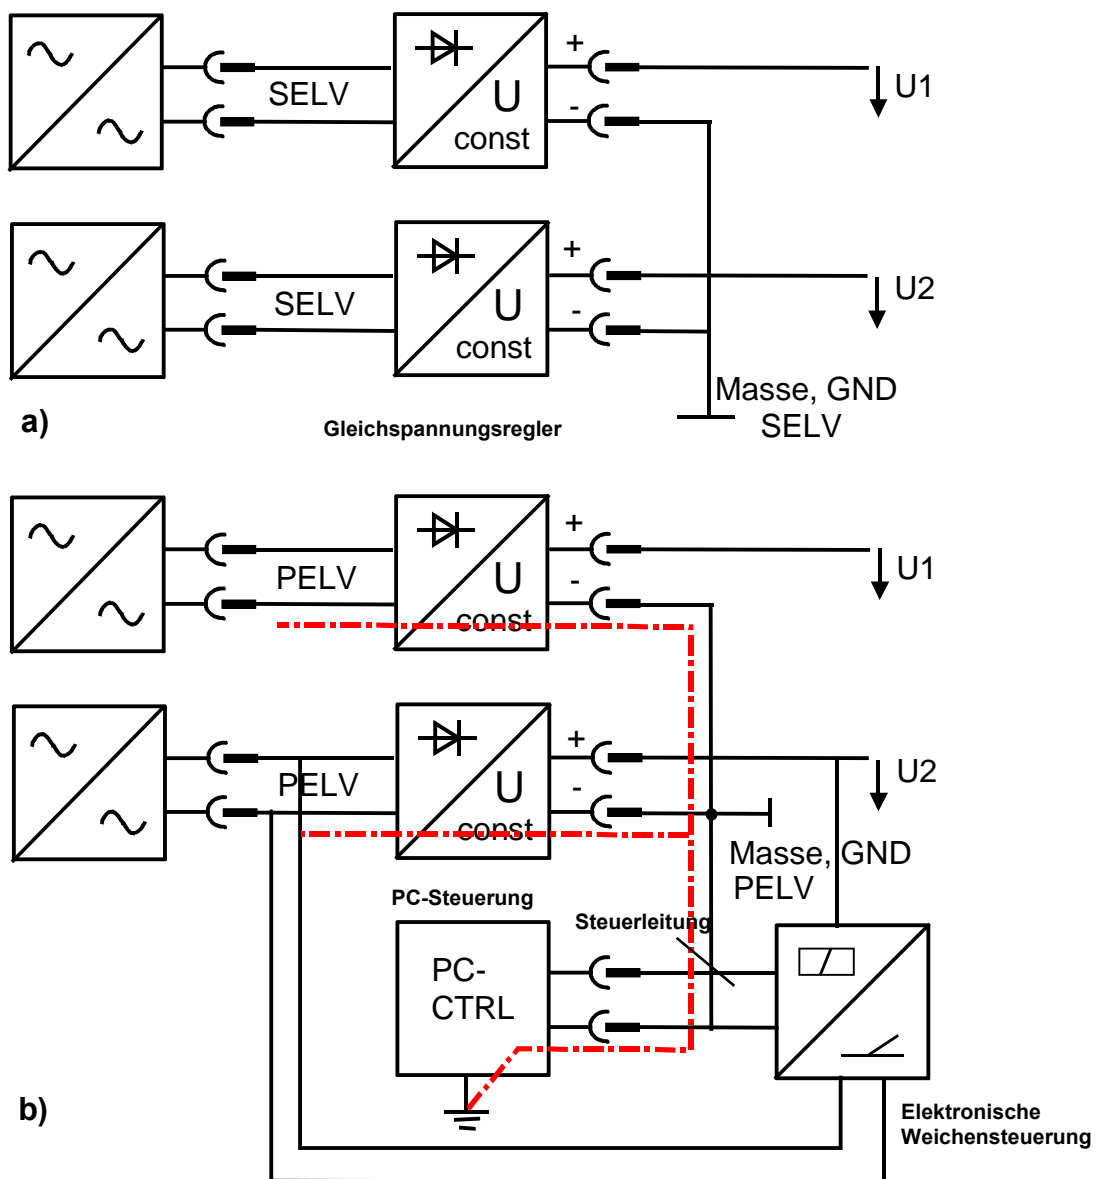 +
SELV
U
const
-
U1
+
SELV
U
const
-
U2
Masse, GND
SELV
a)
Gleichspannungsregler
+
PELV
U
const
-
U1
+
PELV
U
const
-
U2
Masse, GND
PELV
PC-Steuerung
Steuerleitung
PC-
CTRL
b)
Elektronische
Weichensteuerung